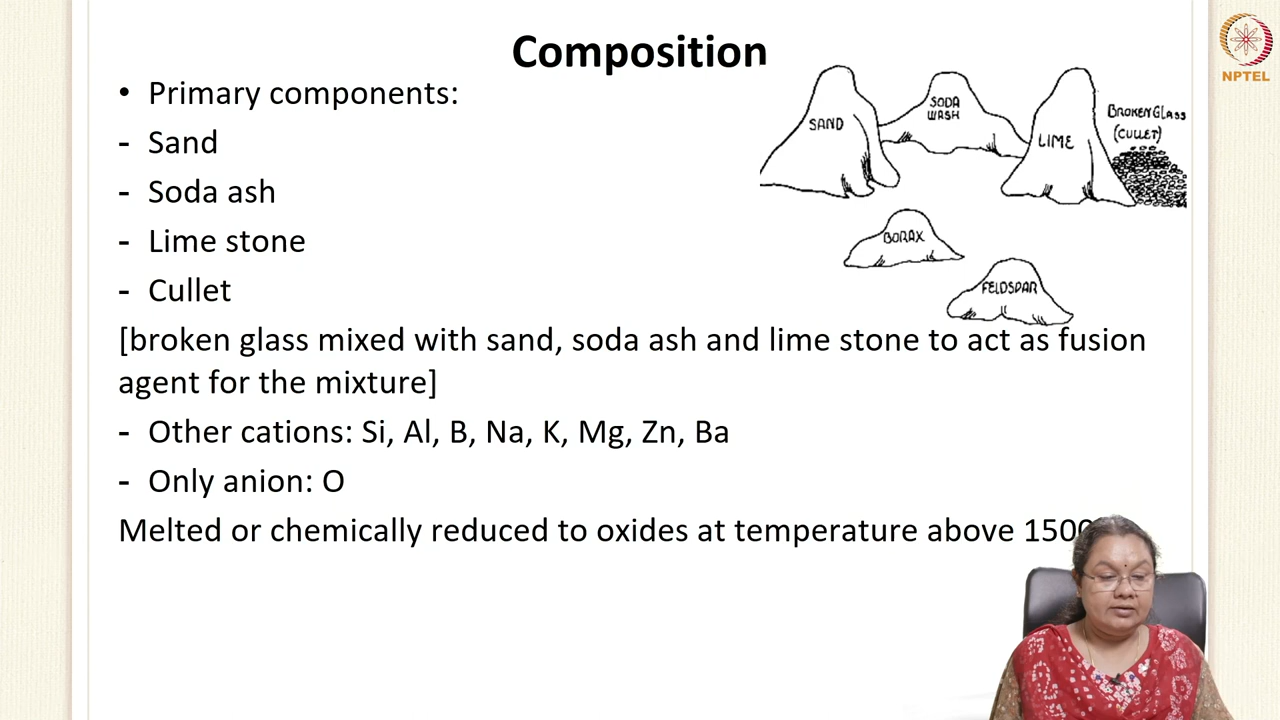 Composition
NPTEL
• Primary components:
- Sand
- Soda ash
- Lime stone
- Cullet
[broken glass mixed with sand, soda ash and lime stone to act as fusion
agent for the mixture]
- Other cations: Si, Al, B, Na, K, Mg, Zn, Ba
- Only anion: O
Melted or chemically reduced to oxides at temperature above 1500
SAND
SODA
WASH
LIME
BROKEN GLASS
(CULLET)
BORAX
FELDSPAR